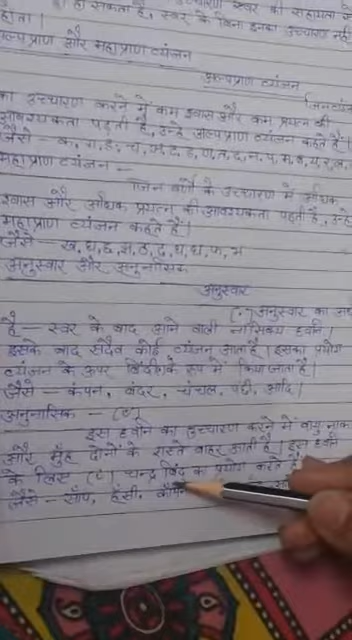 हो सकता है, स्वर के बिना इनका उच्चारण नहीं
होता।
अल्पप्राण और महाप्राण व्यंजन
अल्पप्राण व्यंजन
का उच्चारण करने में कम श्वास और कम प्रयत्न की
आवश्यकता पड़ती है, उन्हें अल्पप्राण व्यंजन कहते हैं।
जैसे – क, ग, ङ, च,
महाप्राण व्यंजन –
जिन वर्णों के उच्चारण में अधिक
श्वास और अधिक प्रयत्न की आवश्यकता पड़ती है, उन्हें
महाप्राण व्यंजन कहते हैं।
जैसे – ख, घ, छ, झ, ठ, ढ, थ, ध, फ, भ
अनुस्वार और अनुनासिक
अनुस्वार
(ं) अनुस्वार का अर्थ
है – स्वर के बाद आने वाली नासिक्य ध्वनि।
इसके बाद सदैव कोई व्यंजन आता है। इसका प्रयोग
व्यंजन के ऊपर बिंदी के रूप में किया जाता है।
जैसे – कंपन, बंदर, चंचल, पंछी, आदि।
अनुनासिक – (ँ)
इस ध्वनि का उच्चारण करने में वायु नाक
और मुँह दोनों के रास्ते बाहर आती है। इस ध्वनि
के लिए (ँ) चन्द्र बिंदु का प्रयोग करते
जैसे – साँप, हँसी,